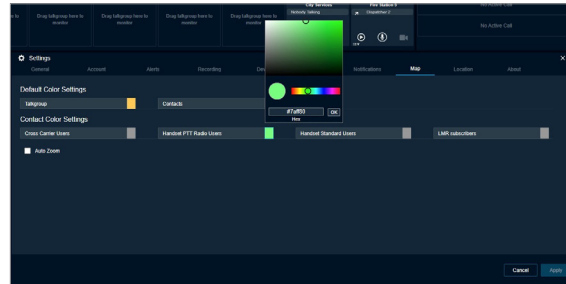 City Services
Fire Station 5
No Active Call
to
Drag talkgroup here to
monitor
Drag talkgroup here to
monitor
Drag talkgroup here to
monitor
Drag talkgroup here to
monitor
Nobody Talking
Dispatcher 2
No Active Call
Settings
General
Account
Alerts
Recording
Notifications
Map
Location
About
Default Color Settings
Talkgroup
Contacts
#7aff80
OK
Hex
Contact Color Settings
Cross Carrier Users
Handset PTT Radio Users
Handset Standard Users
LMR subscribers
Auto Zoom
Cancel
Apply